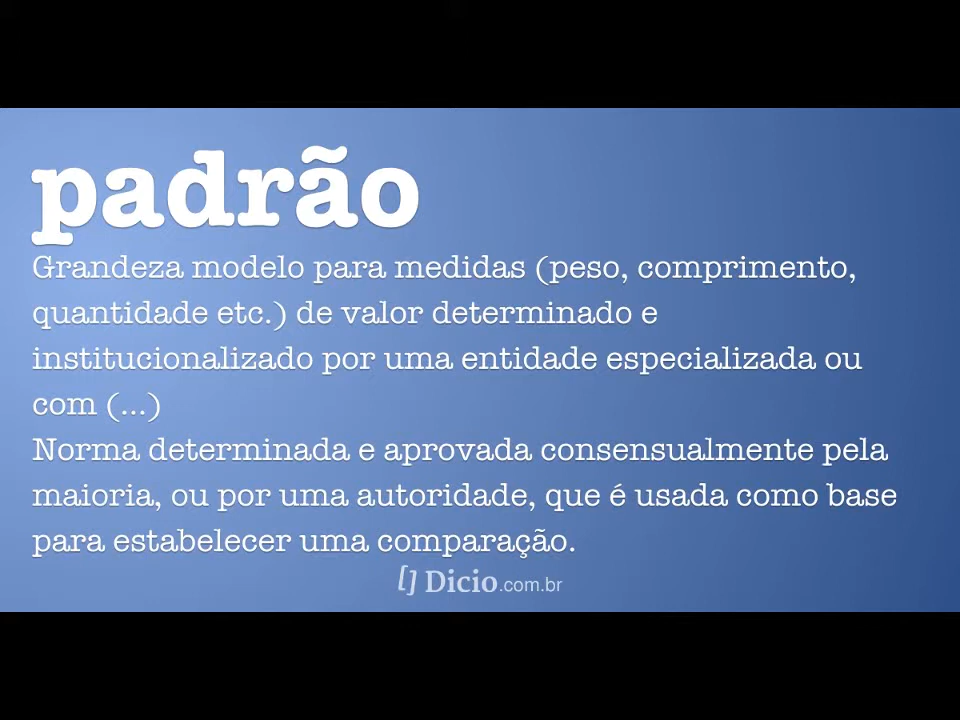 padrão
Grandeza modelo para medidas (peso, comprimento,
quantidade etc.) de valor determinado e
institucionalizado por uma entidade especializada ou
com (...)
Norma determinada e aprovada consensualmente pela
maioria, ou por uma autoridade, que é usada como base
para estabelecer uma comparação.
[] Dicio.com.br